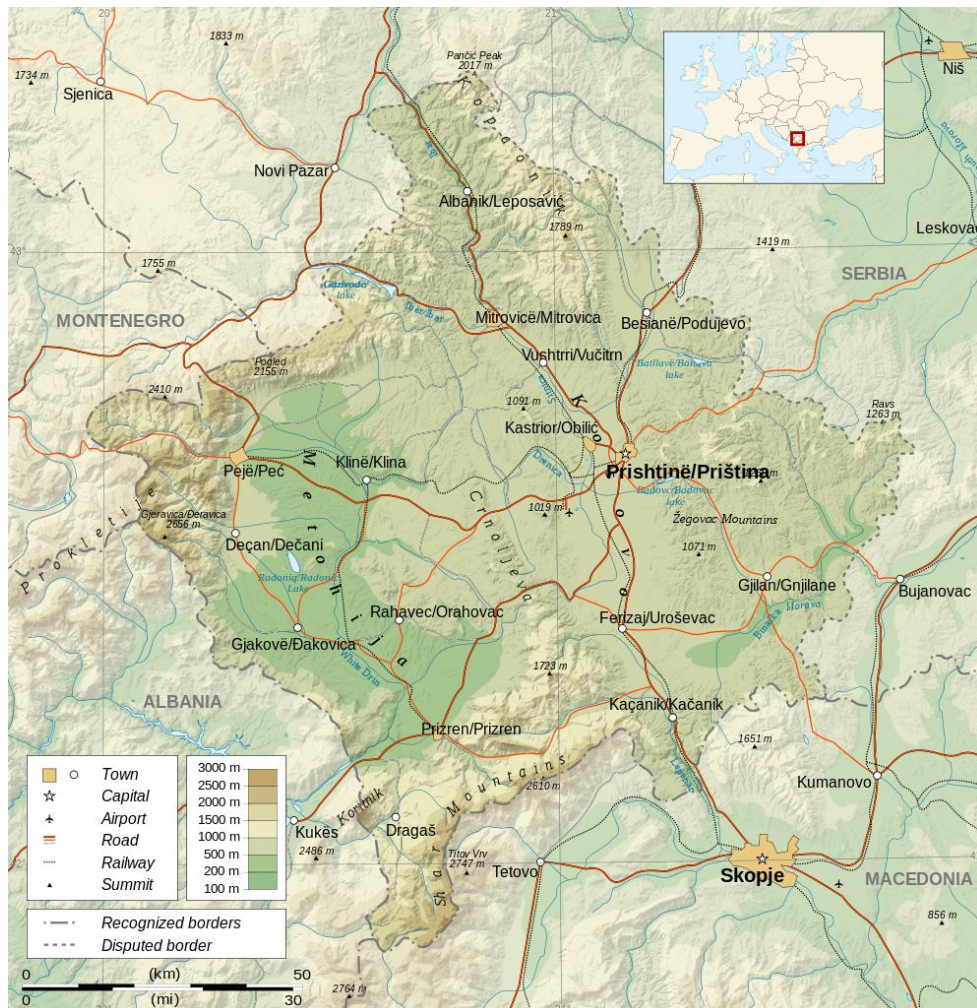 20°
21°
1833 m
Pančić Peak
2017 m
1734 m
Sjenica
Niš
Kopaonik
Ibar
Novi Pazar
Albanik/Leposavić
1789 m
Leskovac
43°
1419 m
1755 m
SERBIA
Gazivoda
lake
Iber/Ibar
MONTENEGRO
Mitrovicë/Mitrovica
Besianë/Podujevo
Vushtrri/Vučitrn
Pogled
2155 m
Batllavë/Batlava
lake
2410 m
Sitnica
1091 m
Ravs
1263 m
Kastrior/Obilić
Kosovo
Metohija
Klinë/Klina
Pejë/Peć
Drenica
Prishtinë/Priština
Badovc/Badovac
lake
Crnoljeva
Gjeravica/Đeravica
2656 m
1019 m
Žegovac Mountains
Prokletije
Deçan/Dečani
1071 m
Radoniq/Radonić
Lake
Gjilan/Gnjilane
Bujanovac
Rahavec/Orahovac
Binačka Morava
Ferizaj/Uroševac
Gjakovë/Đakovica
White Drin
1723 m
ALBANIA
Kaçanik/Kačanik
Prizren/Prizren
1651 m
Lepenac
Kumanovo
Mountains
2610 m
Koritnik
Kukës
Dragaš
2486 m
Titov Vrv
2747 m
Šar
Tetovo
Skopje
MACEDONIA
856 m
2764 m
Town
Capital
Airport
Road
Railway
Summit
3000 m
2500 m
2000 m
1500 m
1000 m
500 m
200 m
100 m
Recognized borders
Disputed border
0 (km) 50
0 (mi) 30